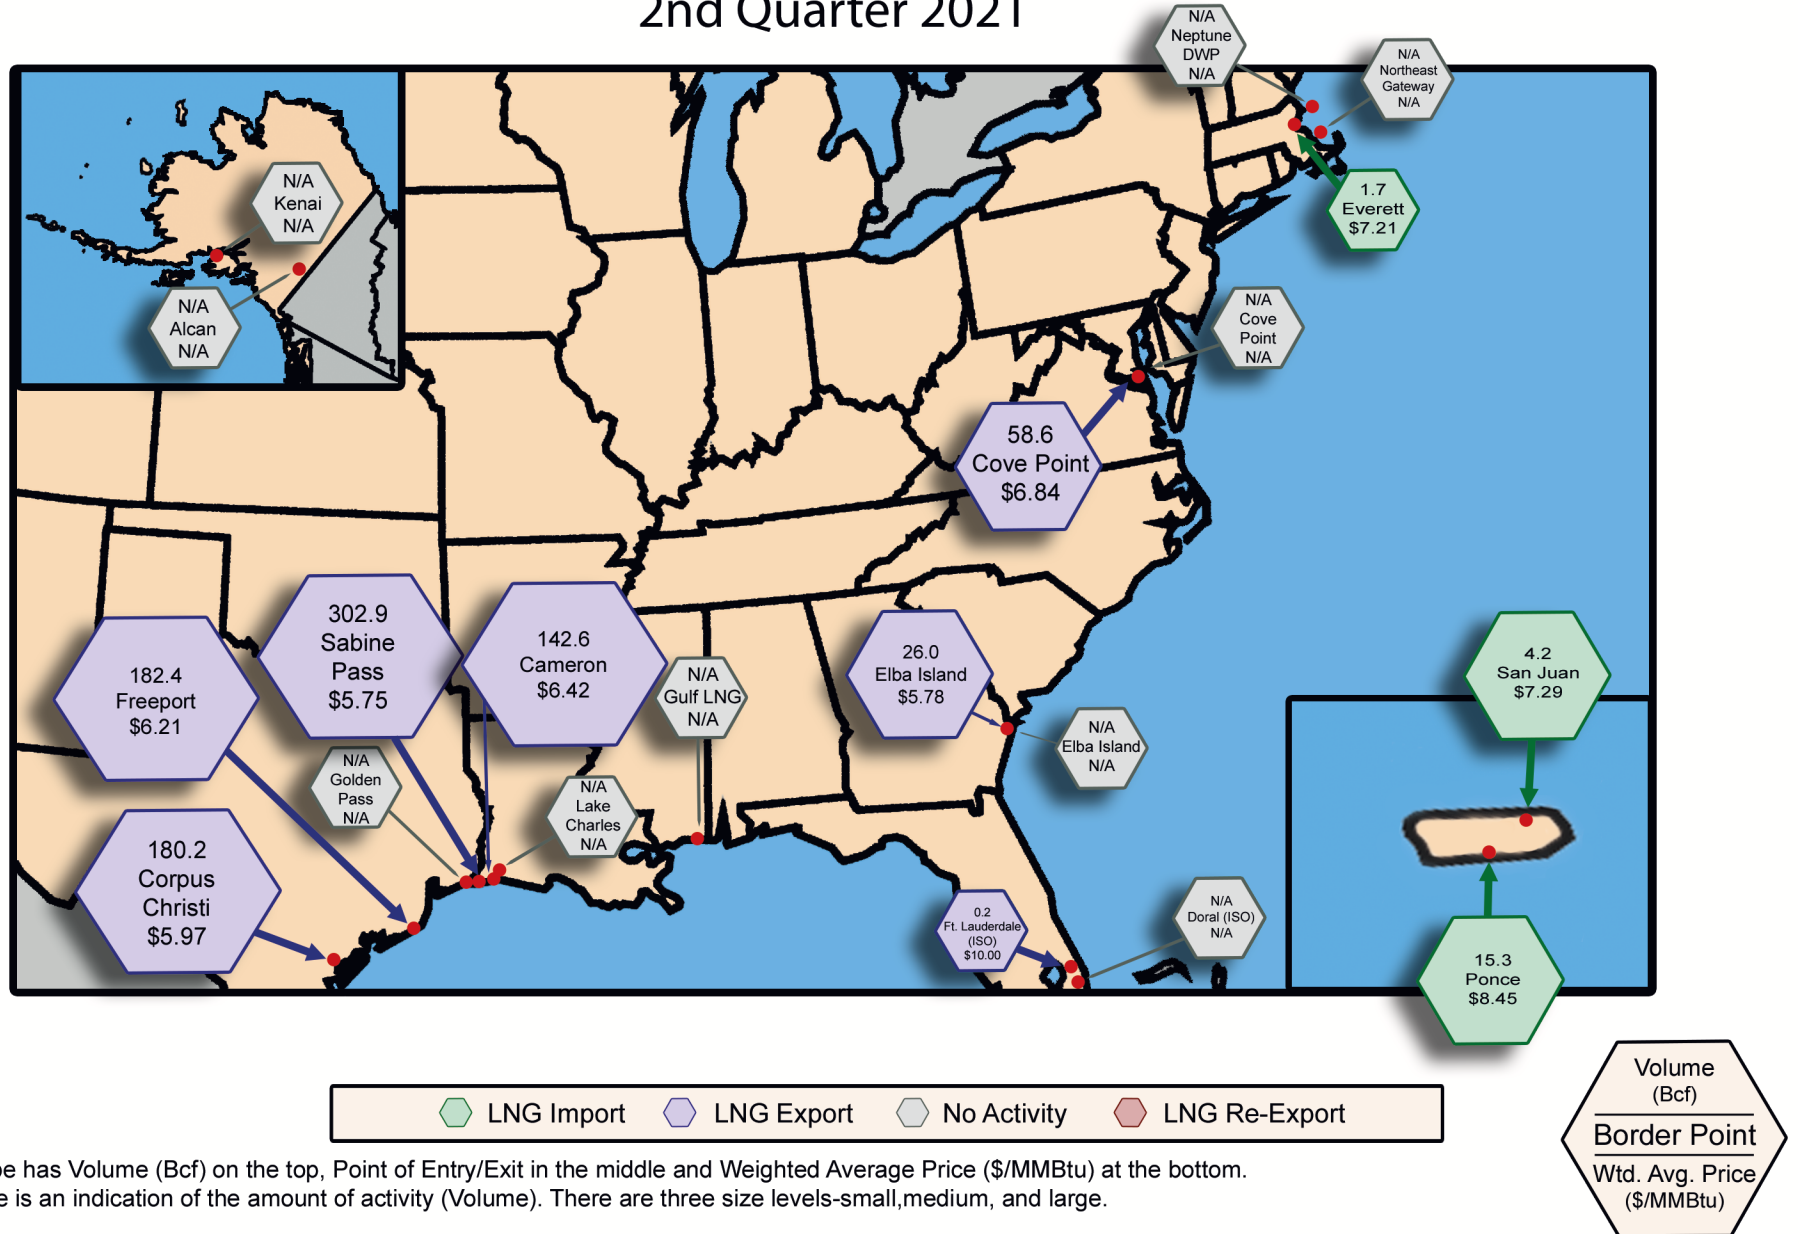 2nd Quarter 2021
N/A
Neptune
DWP
N/A
N/A
Northeast
Gateway
N/A
1.7
Everett
$7.21
N/A
Kenai
N/A
N/A
Alcan
N/A
N/A
Cove
Point
N/A
58.6
Cove Point
$6.84
302.9
Sabine
Pass
$5.75
142.6
Cameron
$6.42
182.4
Freeport
$6.21
N/A
Gulf LNG
N/A
26.0
Elba Island
$5.78
N/A
Elba Island
N/A
4.2
San Juan
$7.29
N/A
Golden
Pass
N/A
N/A
Lake
Charles
N/A
180.2
Corpus
Christi
$5.97
0.2
Ft. Lauderdale
(ISO)
$10.00
N/A
Doral (ISO)
N/A
15.3
Ponce
$8.45
LNG Import
LNG Export
No Activity
LNG Re-Export
Volume
(Bcf)
Border Point
Wtd. Avg. Price
($/MMBtu)
has Volume (Bcf) on the top, Point of Entry/Exit in the middle and Weighted Average Price ($/MMBtu) at the bottom.
is an indication of the amount of activity (Volume). There are three size levels-small,medium, and large.